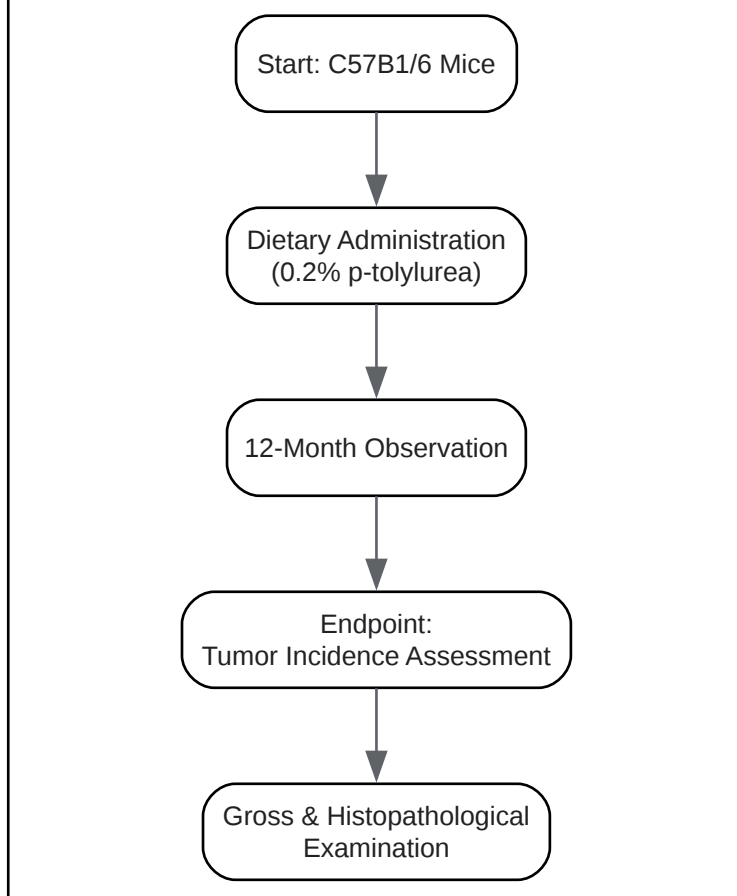 Start: C57B1/6 Mice
Dietary Administration
(0.2% p-tolylurea)
12-Month Observation
Endpoint:
Tumor Incidence Assessment
Gross & Histopathological
Examination